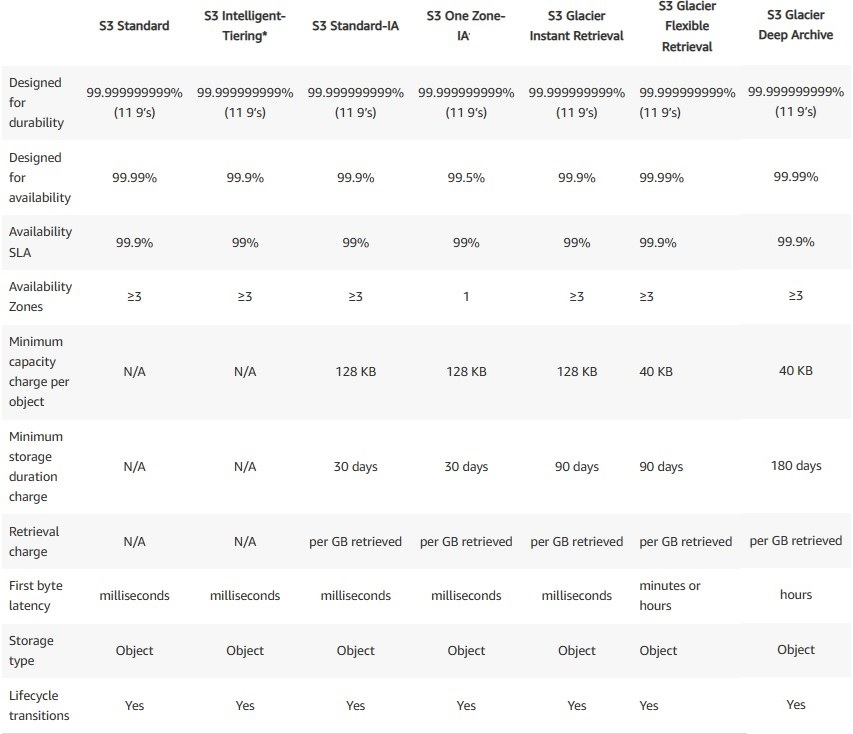 S3 Standard S3 Intelligent-Tiering* S3 Standard-IA S3 One Zone-IA* S3 Glacier Instant Retrieval S3 Glacier Flexible Retrieval S3 Glacier Deep Archive
Designed for durability 99.999999999% (11 9's) 99.999999999% (11 9's) 99.999999999% (11 9's) 99.999999999% (11 9's) 99.999999999% (11 9's) 99.999999999% (11 9's) 99.999999999% (11 9's)
Designed for availability 99.99% 99.9% 99.9% 99.5% 99.9% 99.99% 99.99%
Availability SLA 99.9% 99% 99% 99% 99% 99.9% 99.9%
Availability Zones ≥3 ≥3 ≥3 1 ≥3 ≥3 ≥3
Minimum capacity charge per object N/A N/A 128 KB 128 KB 128 KB 40 KB 40 KB
Minimum storage duration charge N/A N/A 30 days 30 days 90 days 90 days 180 days
Retrieval charge N/A N/A per GB retrieved per GB retrieved per GB retrieved per GB retrieved per GB retrieved
First byte latency milliseconds milliseconds milliseconds milliseconds milliseconds minutes or hours hours
Storage type Object Object Object Object Object Object Object
Lifecycle transitions Yes Yes Yes Yes Yes Yes Yes